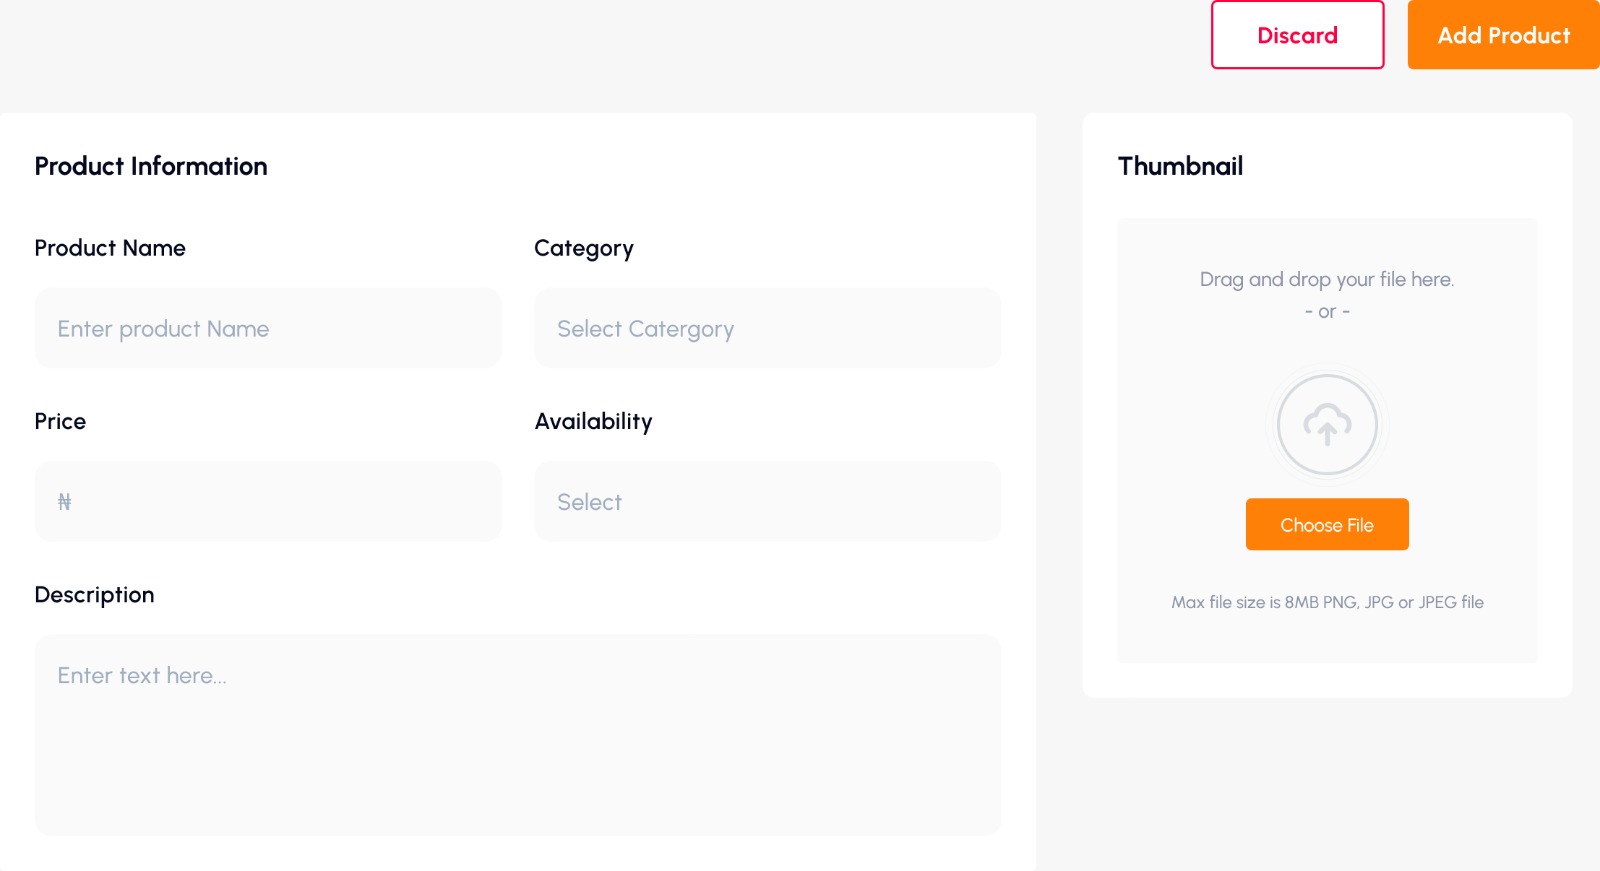 Discard
Add Product
Product Information
Product Name
Category
Enter product Name
Select Catergory
Price
Availability
₦
Select
Description
Enter text here...
Thumbnail
Drag and drop your file here.
- or -
Choose File
Max file size is 8MB PNG, JPG or JPEG file